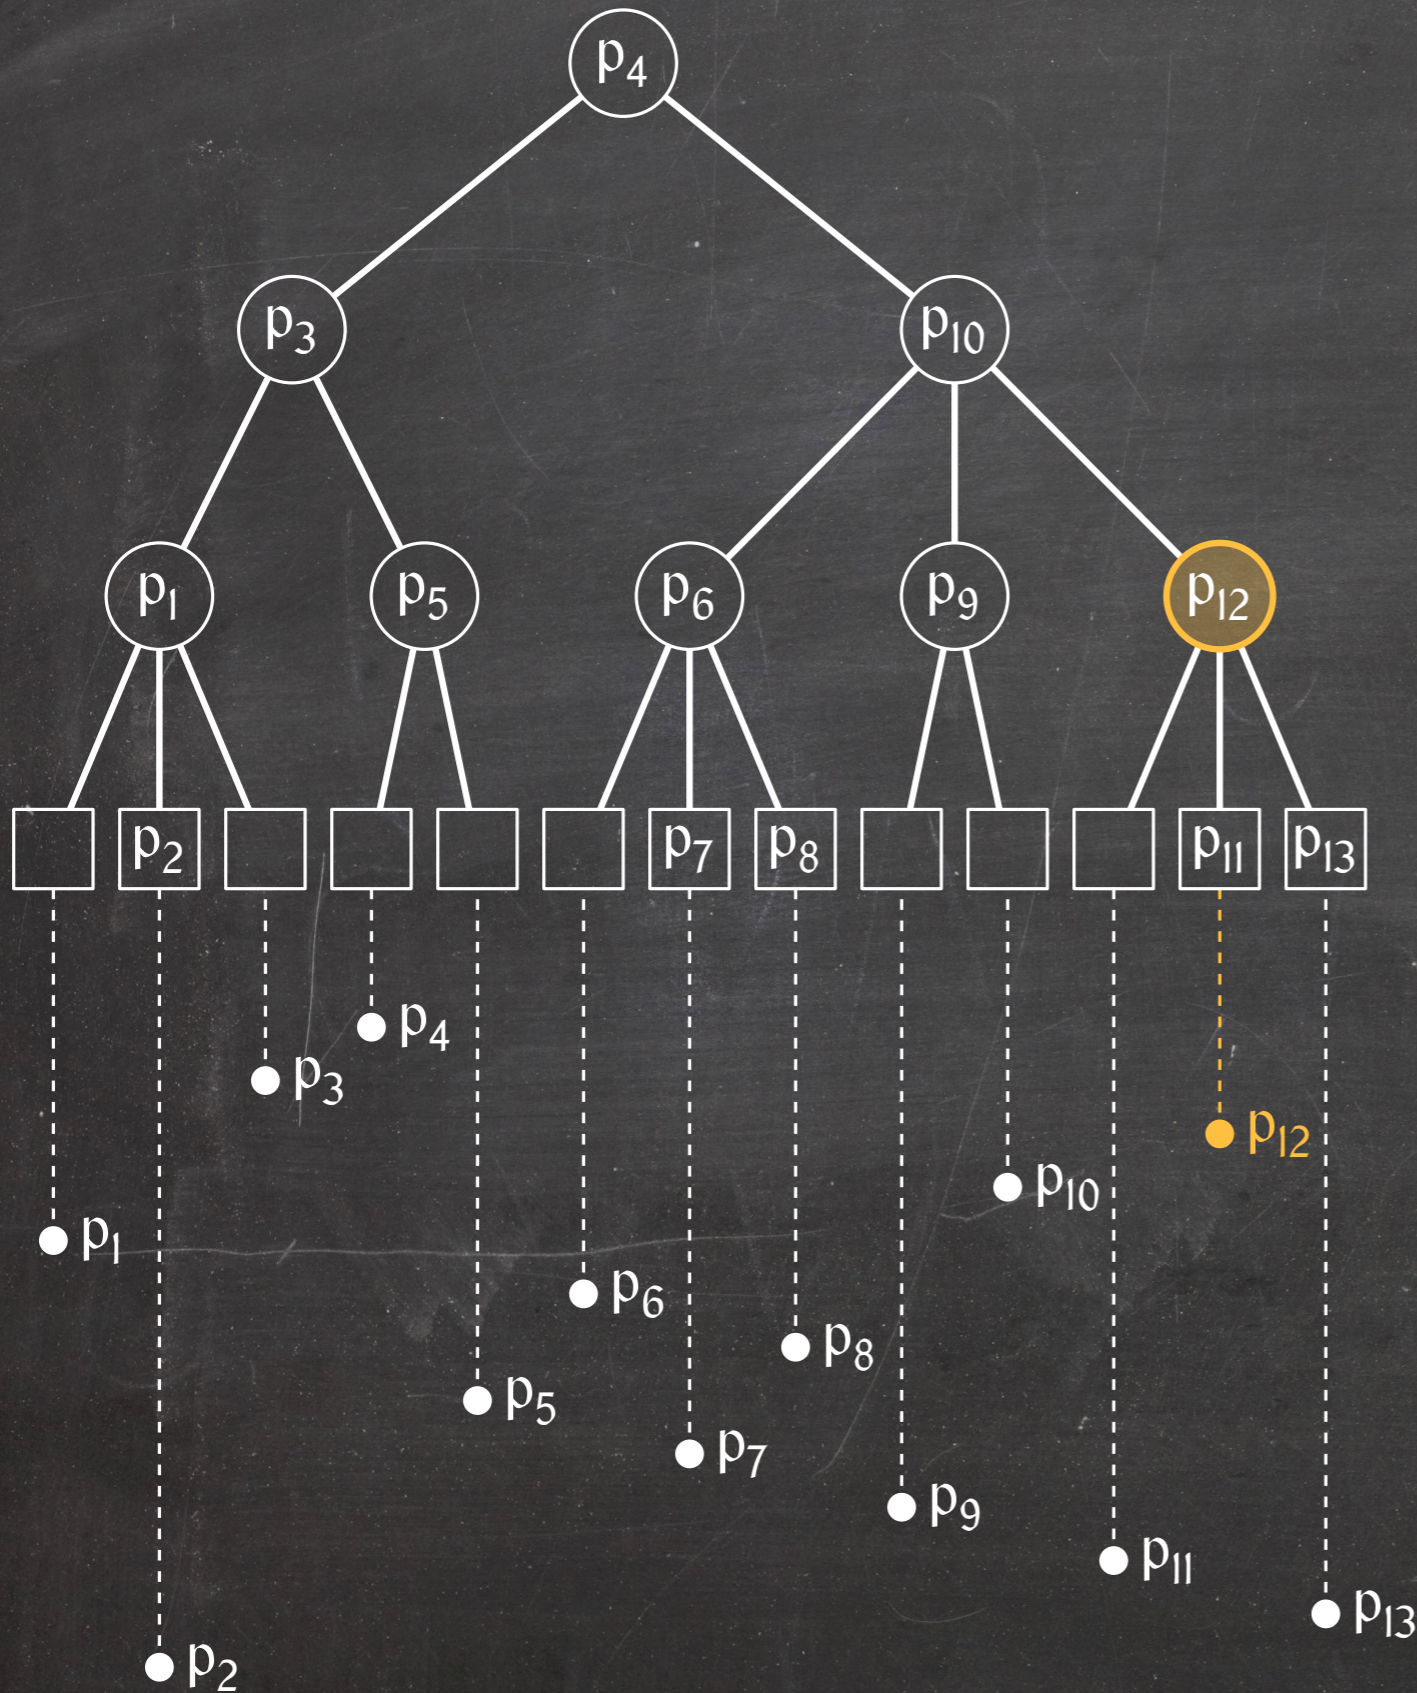 p₄
p₃ p₁₀
p₁ p₅ p₆ p₉ p₁₂
p₂ p₇ p₈ p₁₁ p₁₃
p₄
p₃
p₁₂
p₁₀
p₁
p₆
p₈
p₅
p₇
p₉
p₁₁
p₁₃
p₂